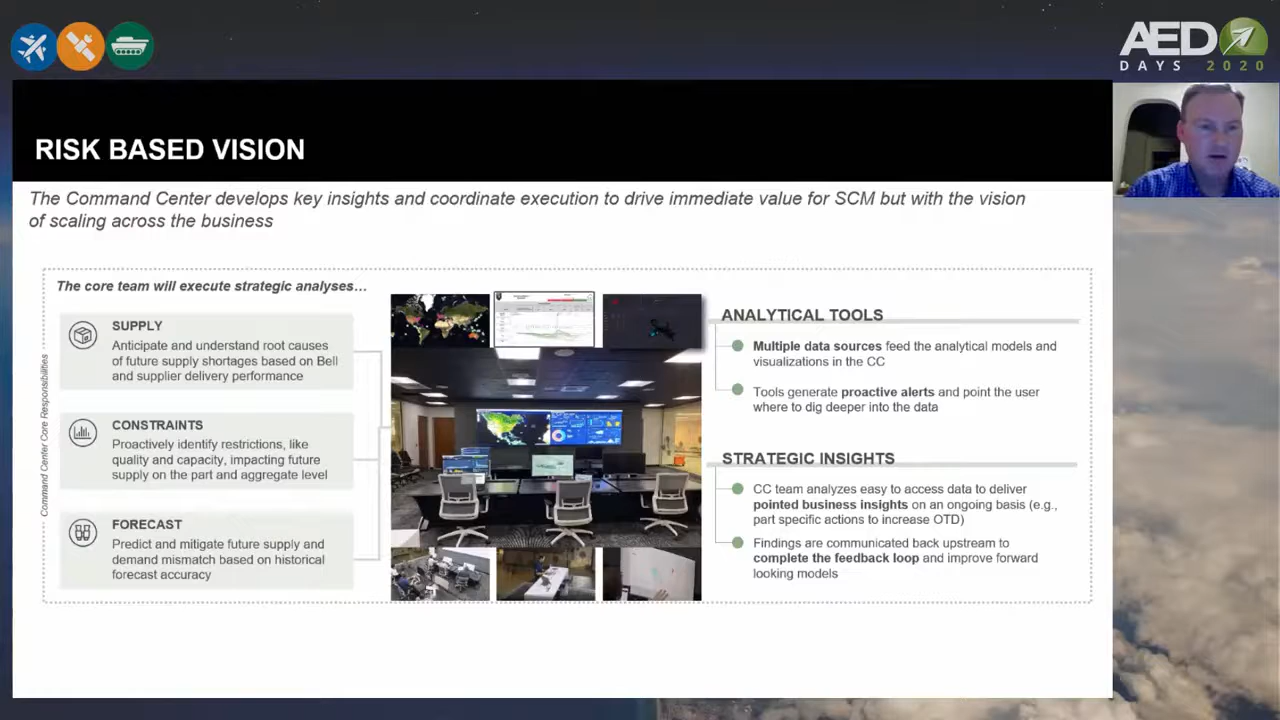 AED
DAYS 2020
RISK BASED VISION
The Command Center develops key insights and coordinate execution to drive immediate value for SCM but with the vision
of scaling across the business
The core team will execute strategic analyses…
Command Center Core Responsibilities
SUPPLY
Anticipate and understand root causes
of future supply shortages based on Bell
and supplier delivery performance
CONSTRAINTS
Proactively identify restrictions, like
quality and capacity, impacting future
supply on the part and aggregate level
FORECAST
Predict and mitigate future supply and
demand mismatch based on historical
forecast accuracy
ANALYTICAL TOOLS
Multiple data sources feed the analytical models and
visualizations in the CC
Tools generate proactive alerts and point the user
where to dig deeper into the data
STRATEGIC INSIGHTS
CC team analyzes easy to access data to deliver
pointed business insights on an ongoing basis (e.g.,
part specific actions to increase OTD)
Findings are communicated back upstream to
complete the feedback loop and improve forward
looking models